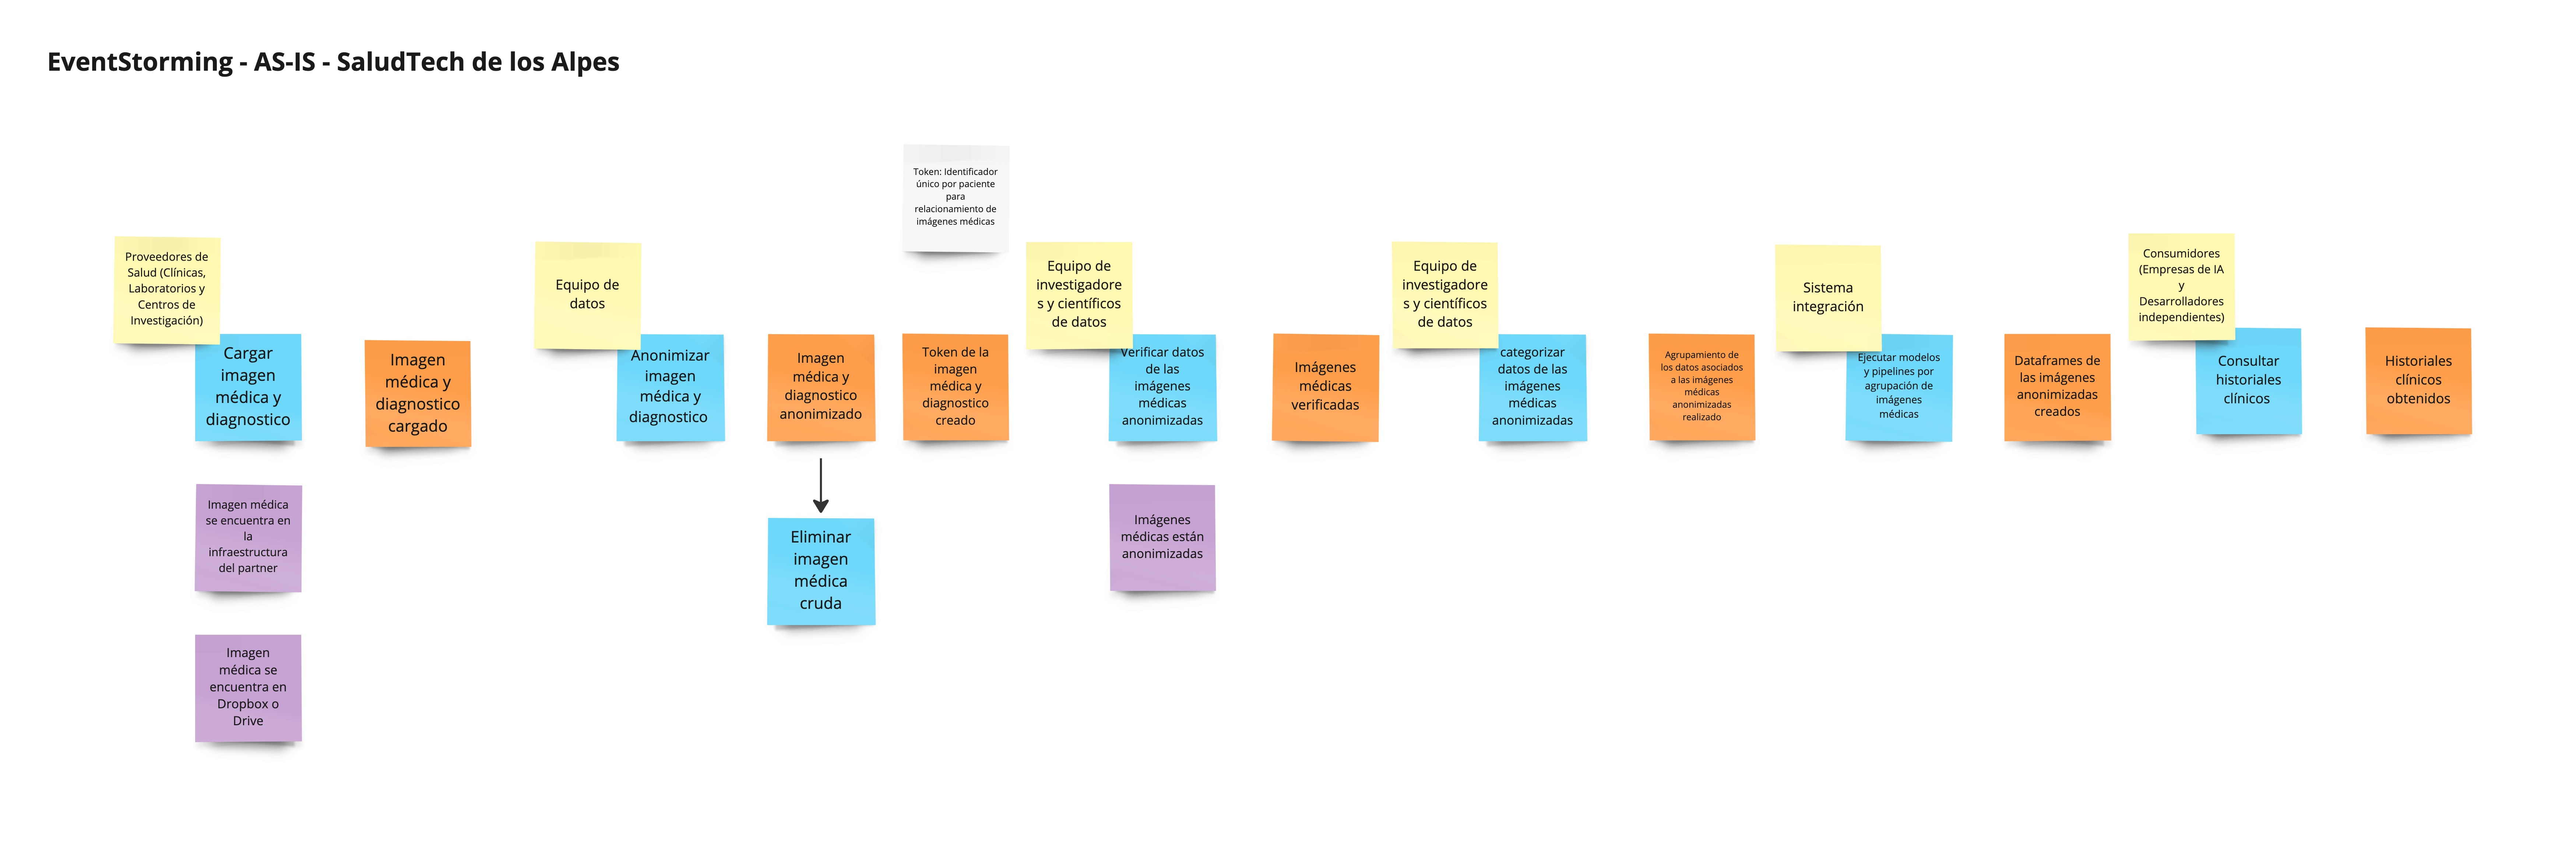 EventStorming - AS-IS - SaludTech de los Alpes
Token: Identificador
único por paciente
para
relacionamiento de
imágenes médicas
Proveedores de
Salud (Clínicas,
Laboratorios y
Centros de
Investigación)
Cargar
imagen
médica y
diagnostico
Imagen
médica y
diagnostico
cargado
Equipo de
datos
Anonimizar
imagen
médica y
diagnostico
Imagen
médica y
diagnostico
anonimizado
Token de la
imagen
médica y
diagnostico
creado
Equipo de
investigadore
s y científicos
de datos
Verificar datos
de las
imágenes
médicas
anonimizadas
Imágenes
médicas
verificadas
Equipo de
investigadore
s y científicos
de datos
categorizar
datos de las
imágenes
médicas
anonimizadas
Agrupamiento de
los datos asociados
a las imágenes
médicas
anonimizadas
realizado
Sistema
integración
Ejecutar modelos
y pipelines por
agrupación de
imágenes
médicas
Dataframes de
las imágenes
anonimizadas
creados
Consumidores
(Empresas de IA
y
Desarrolladores
independientes)
Consultar
historiales
clínicos
Historiales
clínicos
obtenidos
Imagen médica
se encuentra en
la
infraestructura
del partner
Eliminar
imagen
médica
cruda
Imágenes
médicas están
anonimizadas
Imagen
médica se
encuentra en
Dropbox o
Drive